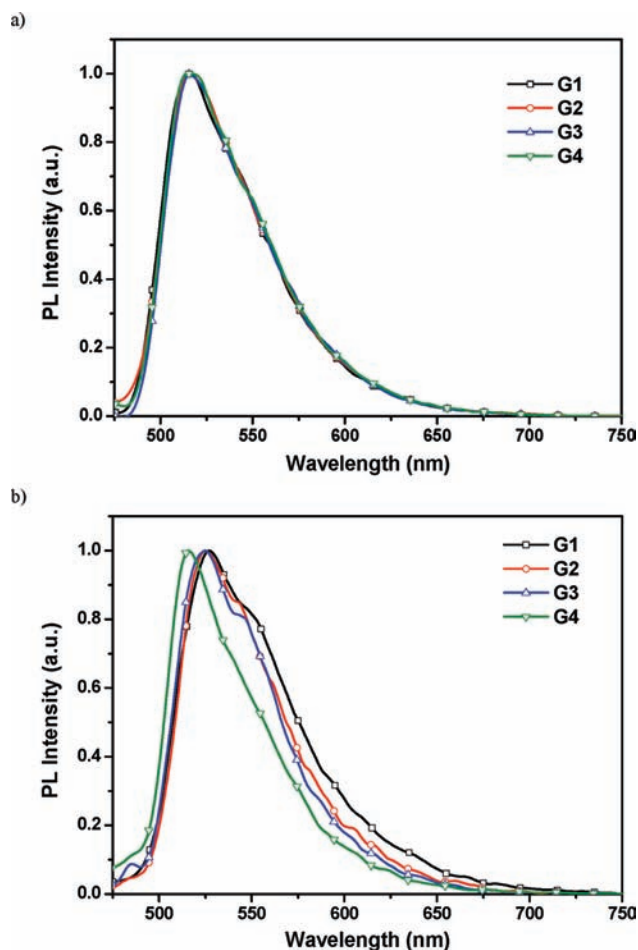 a)
PL Intensity (a.u.)
1.0
0.8
0.6
0.4
0.2
0.0
G1
G2
G3
G4
500 550 600 650 700 750
Wavelength (nm)
b)
PL Intensity (a.u.)
1.0
0.8
0.6
0.4
0.2
0.0
G1
G2
G3
G4
500 550 600 650 700 750
Wavelength (nm)